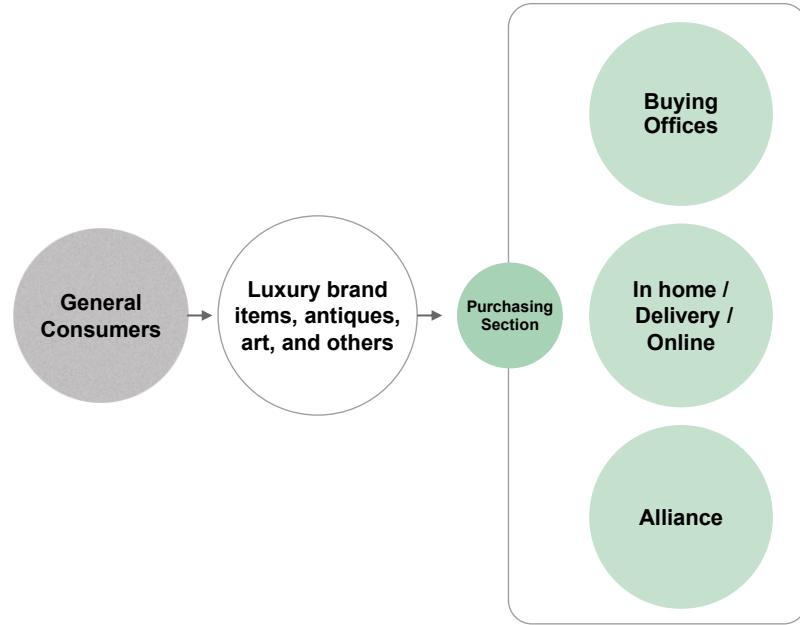 General
Consumers
Luxury brand
items, antiques,
art, and others
Purchasing
Section
Buying
Offices
In home /
Delivery /
Online
Alliance